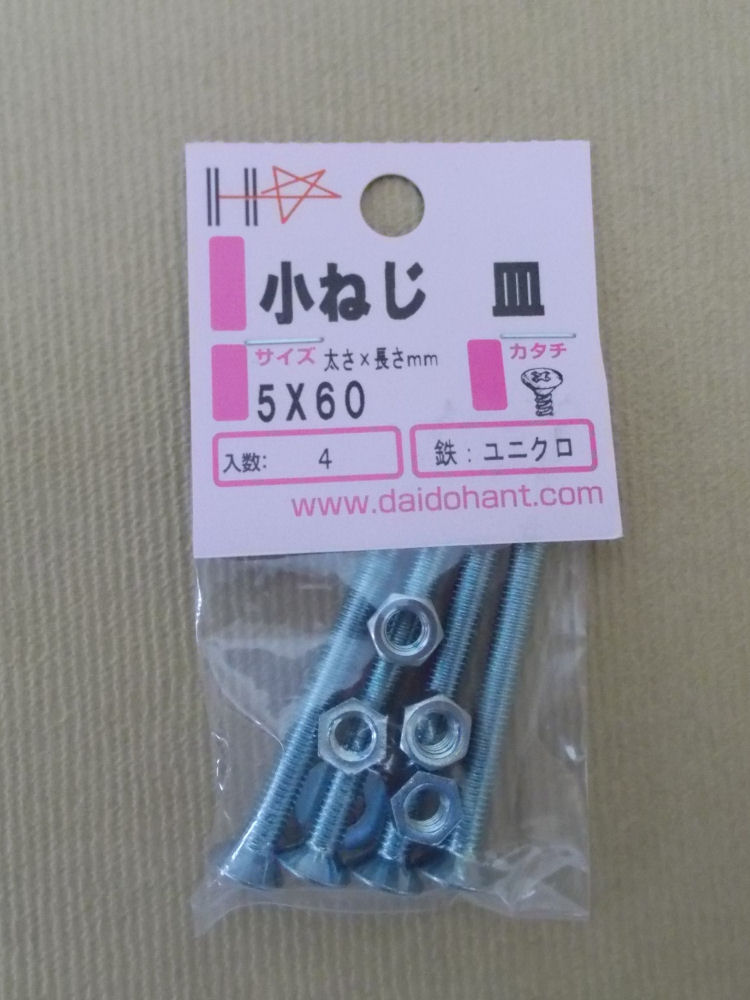 H
小ねじ 皿
サイズ 太さx長さmm カタチ
5X60
入数: 4 鉄:ユニクロ
www.daidohant.com